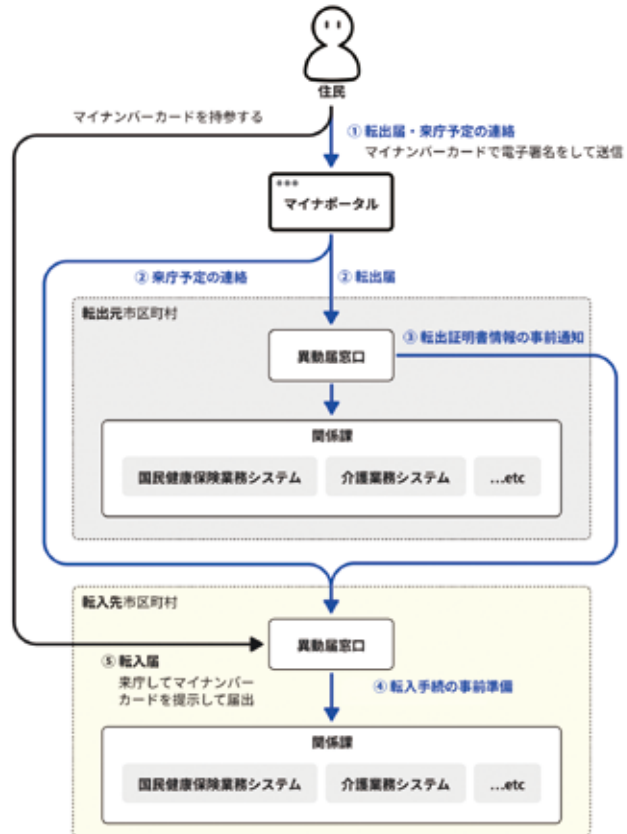 住民
マイナンバーカードを持参する
① 転出届・来庁予定の連絡
マイナンバーカードで電子署名をして送信
マイナポータル
② 来庁予定の連絡
② 転出届
転出元市区町村
異動届窓口
③ 転出証明書情報の事前通知
関係課
国民健康保険業務システム
介護業務システム
...etc
転入先市区町村
異動届窓口
⑤ 転入届
来庁してマイナンバー
カードを提示して届出
④ 転入手続の事前準備
関係課
国民健康保険業務システム
介護業務システム
...etc